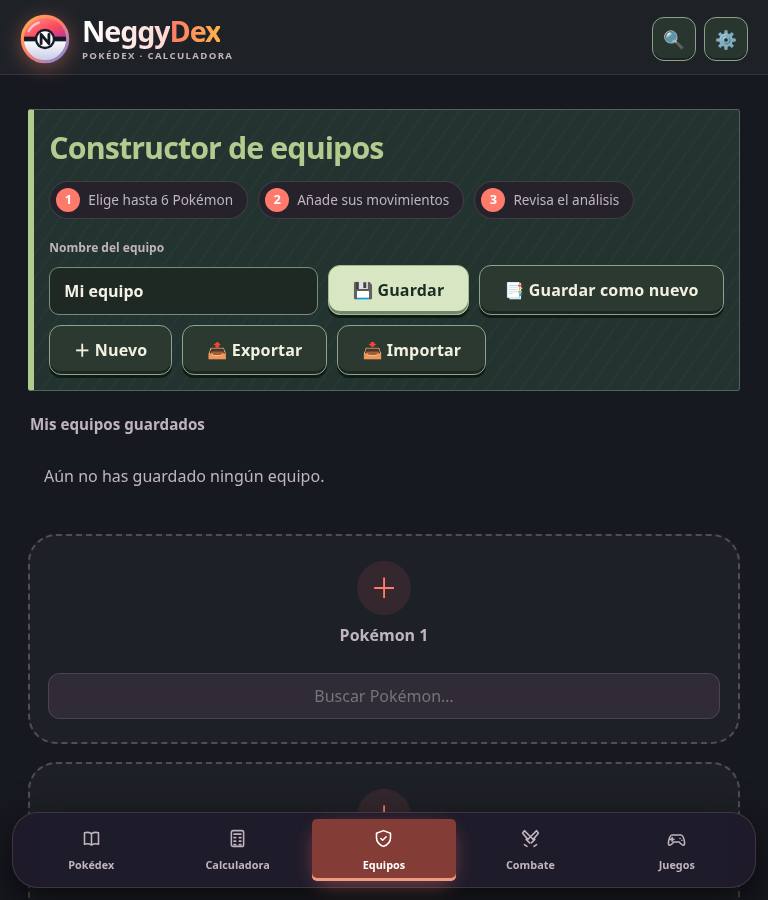 NeggyDex
POKÉDEX · CALCULADORA
Constructor de equipos
1 Elige hasta 6 Pokémon
2 Añade sus movimientos
3 Revisa el análisis
Nombre del equipo
Mi equipo
Guardar
Guardar como nuevo
Nuevo
Exportar
Importar
Mis equipos guardados
Aún no has guardado ningún equipo.
Pokémon 1
Buscar Pokémon...
Pokédex
Calculadora
Equipos
Combate
Juegos